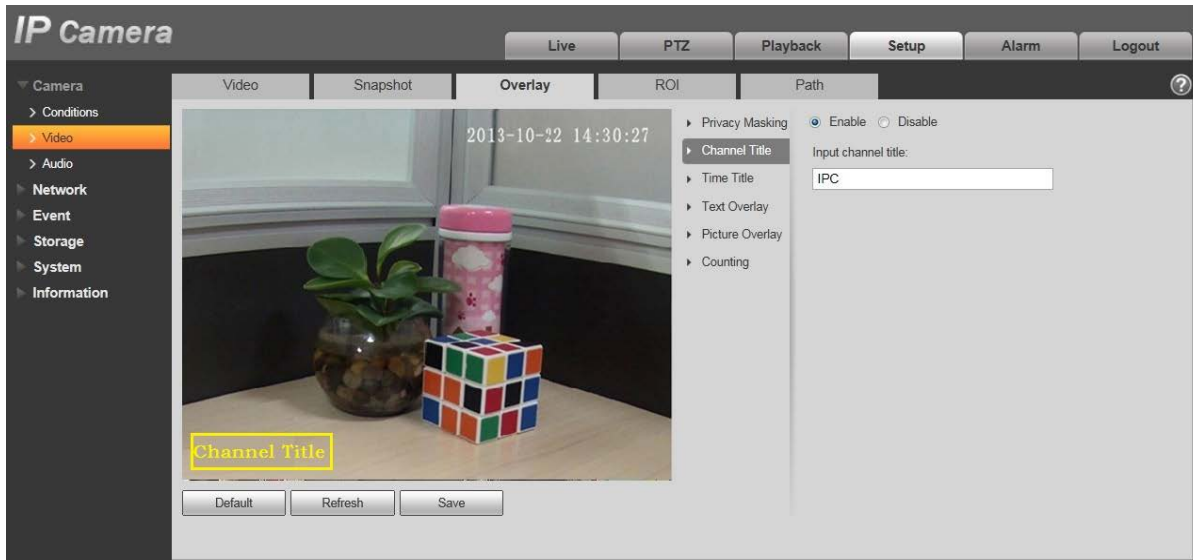 IP Camera
Live PTZ Playback Setup Alarm Logout
Camera
Conditions
Video
Audio
Network
Event
Storage
System
Information
Video Snapshot Overlay ROI Path
?
2013-10-22 14:30:27
Channel Title
Default Refresh Save
Privacy Masking
Channel Title
Time Title
Text Overlay
Picture Overlay
Counting
Enable Disable
Input channel title:
IPC